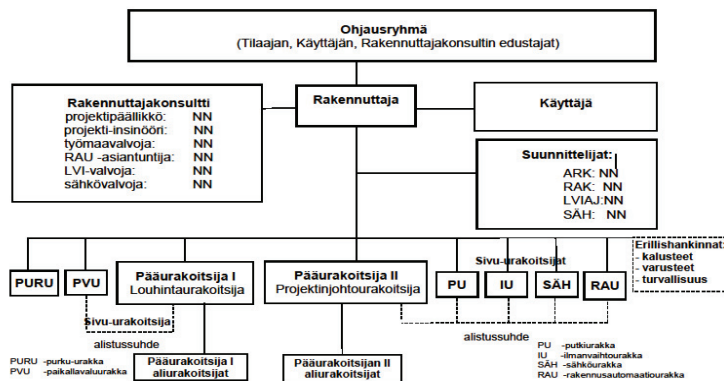 Ohjausryhmä
(Tilaajan, Käyttäjän, Rakennuttajakonsultin edustajat)
Rakennuttajakonsultti
projektipäällikkö: NN
projekti-insinööri: NN
työmaavalvoja: NN
RAU -asiantuntija: NN
LVI-valvoja: NN
sähkövalvoja: NN
Rakennuttaja
Käyttäjä
Suunnittelijat:
ARK: NN
RAK: NN
LVIAJ:NN
SÄH: NN
PURU
PVU
Pääurakoitsija I
Louhintaurakoitsija
Pääurakoitsija II
Projektinjohtourakoitsija
Sivu-urakoitsijat
PU
IU
SÄH
RAU
Erillishankinnat:
- kalusteet
- varusteet
- turvallisuus
Sivu-urakoitsija
alistussuhde
alistussuhde
PURU -purku-urakka
PVU -paikallavaluurakka
Pääurakoitsija I
aliurakoitsijat
Pääurakoitsijan II
aliurakoitsijat
PU -putkiurakka
IU -ilmanvaihtourakka
SÄH -sähköurakka
RAU -rakennusautomaatiourakka